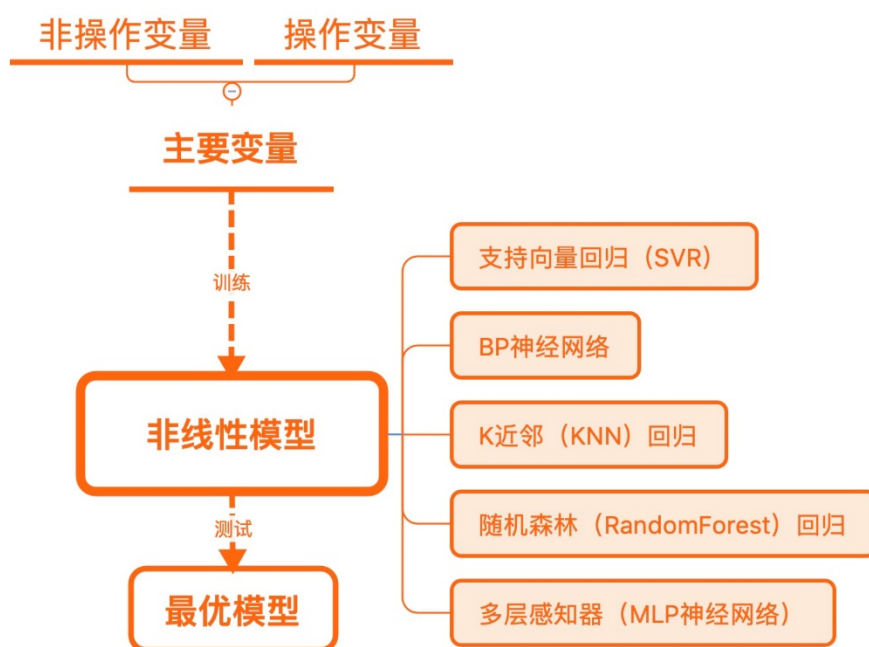 非操作变量
操作变量
主要变量
训练
非线性模型
测试
最优模型
支持向量回归（SVR）
BP神经网络
K近邻（KNN）回归
随机森林（RandomForest）回归
多层感知器（MLP神经网络）